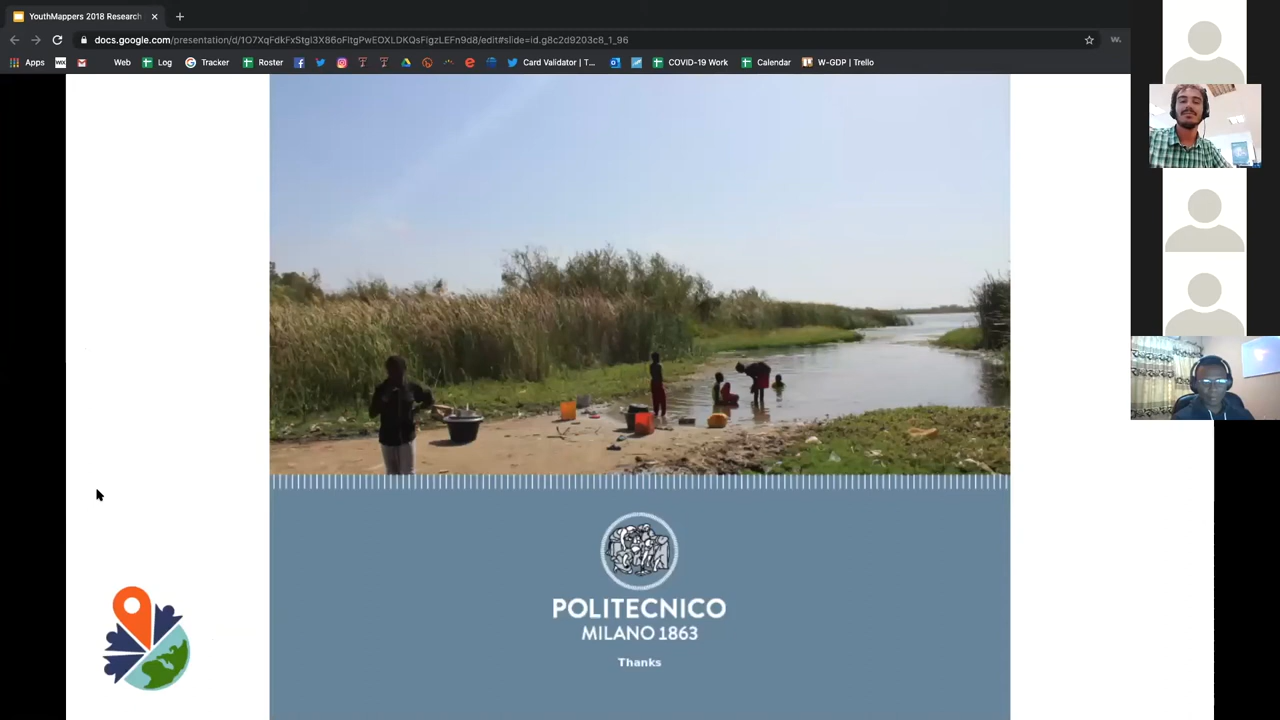 YouthMappers 2018 Research
docs.google.com/presentation/d/1O7XqFdkFxStgl3X86oFitgPwEOXLDKQsFigzLEFn9d8/edit#slide=id.g8c2d9203c8_1_96
W.
Apps
WIX
Web
Log
Tracker
Roster
Card Validator | T...
COVID-19 Work
Calendar
W-GDP | Trello
POLITECNICO
MILANO 1863
Thanks